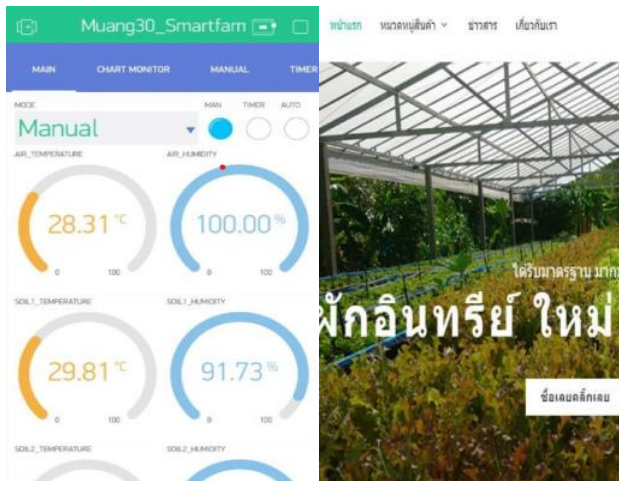 Muang30_Smartfarm
MAIN CHART MONITOR MANUAL TIMER
MODE MAN TIMER AUTO
Manual
AIR_TEMPERATURE AIR_HUMIDITY
28.31 °C 100.00 %
0 100 0 100
SOIL1_TEMPERATURE SOIL1_HUMIDITY
29.81 °C 91.73 %
0 100 0 100
SOIL2_TEMPERATURE SOIL2_HUMIDITY
หน้าแรก หมวดหมู่สินค้า ข่าวสาร เกี่ยวกับเรา
ได้รับมาตรฐาน
ผักอินทรีย์ ใหม่
ซื้อเลยคลิ๊กเลย